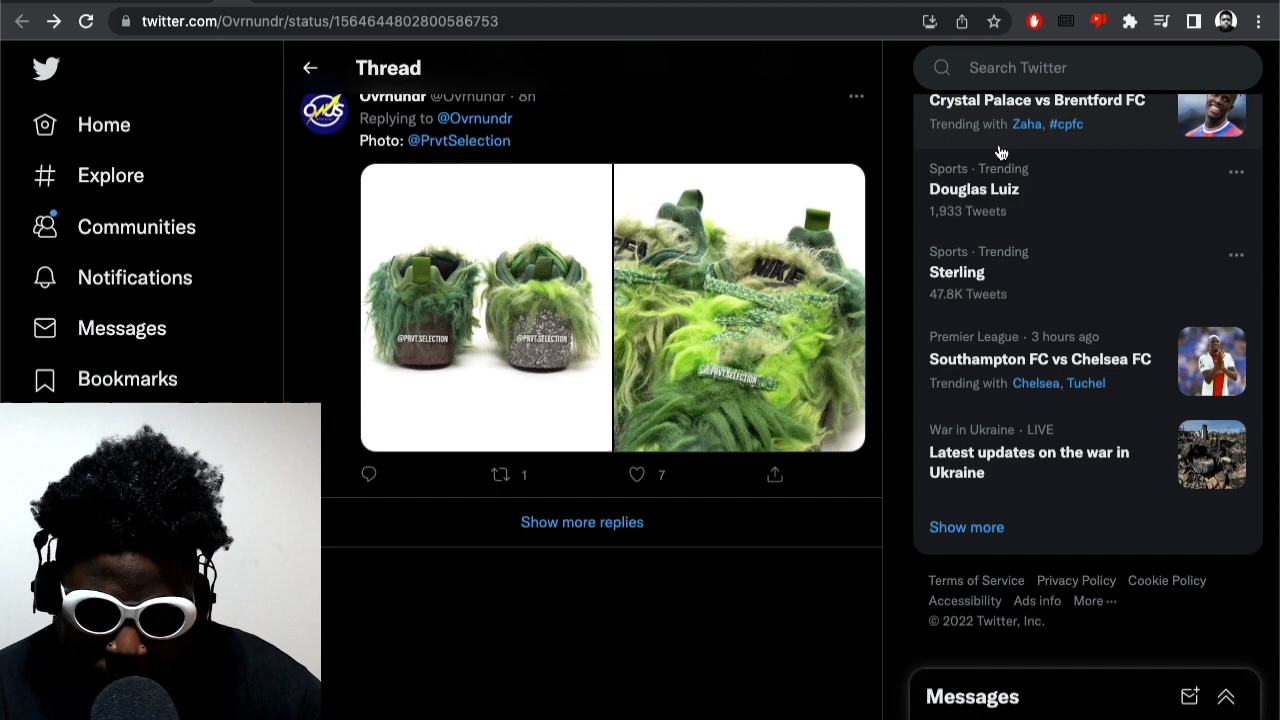 twitter.com/Ovrnundr/status/1564644802800586753
Thread
Search Twitter
Home
Explore
Communities
Notifications
Messages
Bookmarks
Ovrnundr @Ovrnundr · 8h
Replying to @Ovrnundr
Photo: @PrvtSelection
@PRVT.SELECTION
@PRVT.SELECTION
NIKE
@PRVT.SELECTION
1
7
Show more replies
Crystal Palace vs Brentford FC
Trending with Zaha, #cpfc
Sports · Trending
Douglas Luiz
1,933 Tweets
Sports · Trending
Sterling
47.8K Tweets
Premier League · 3 hours ago
Southampton FC vs Chelsea FC
Trending with Chelsea, Tuchel
War in Ukraine · LIVE
Latest updates on the war in
Ukraine
Show more
Terms of Service Privacy Policy Cookie Policy
Accessibility Ads info More ···
© 2022 Twitter, Inc.
Messages